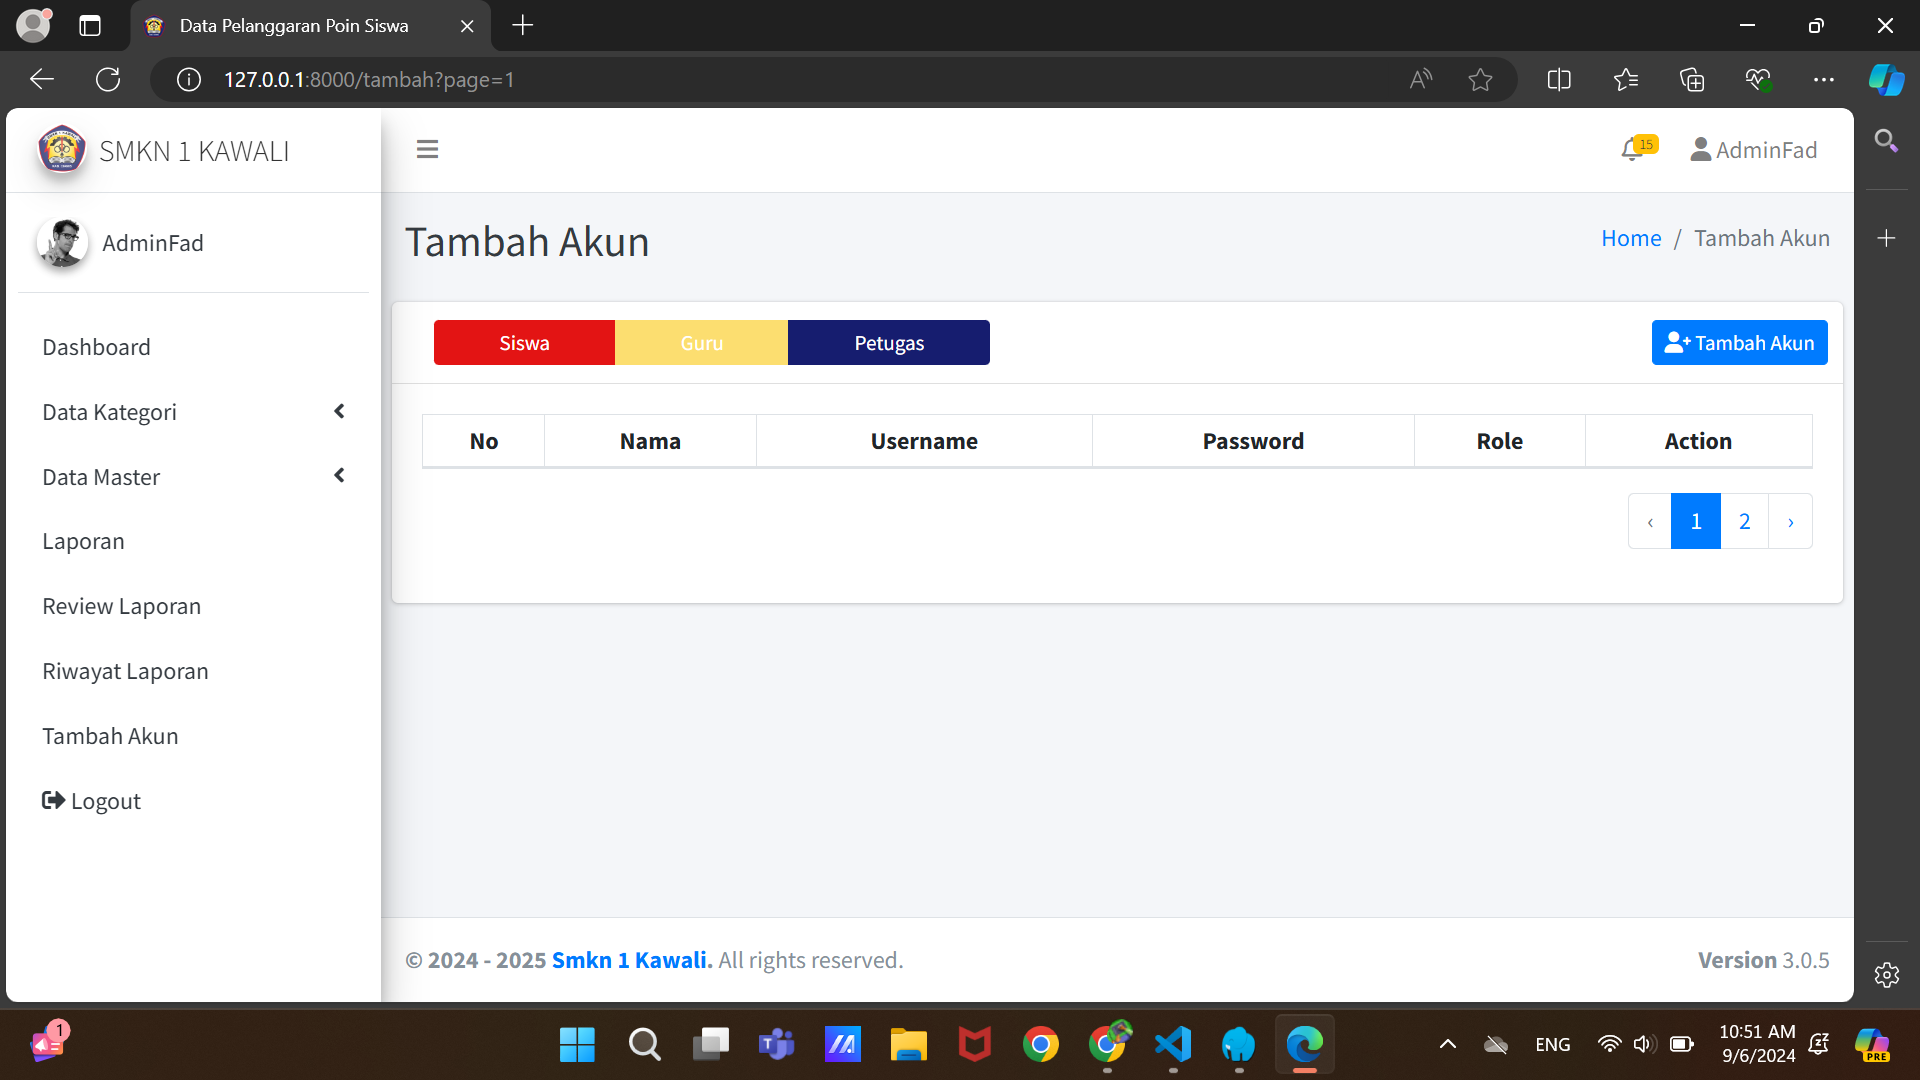 Data Pelanggaran Poin Siswa
127.0.0.1:8000/tambah?page=1
SMKN 1 KAWALI
15
AdminFad
AdminFad
Tambah Akun
Home / Tambah Akun
Siswa
Guru
Petugas
Tambah Akun
Dashboard
Data Kategori
Data Master
Laporan
Review Laporan
Riwayat Laporan
Tambah Akun
Logout
No
Nama
Username
Password
Role
Action
‹
1
2
›
© 2024 - 2025 Smkn 1 Kawali. All rights reserved.
Version 3.0.5
1
ENG
10:51 AM
9/6/2024
PRE